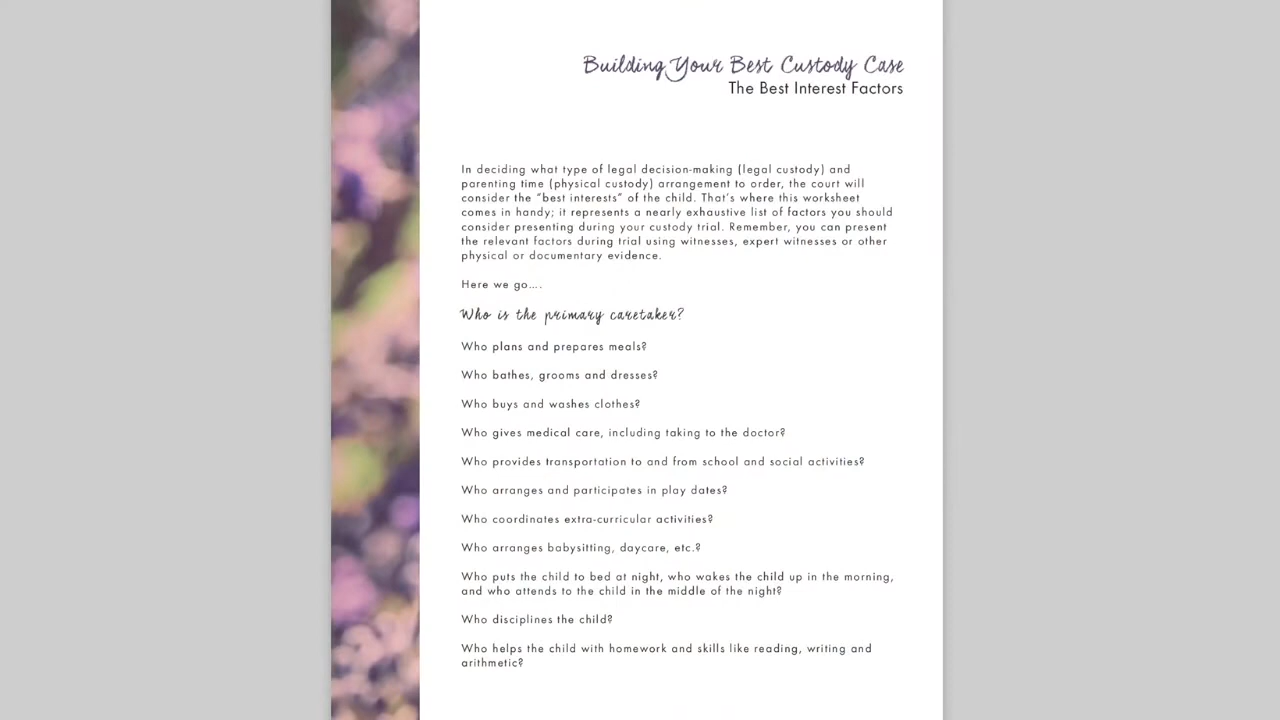 Building Your Best Custody Case
The Best Interest Factors
In deciding what type of legal decision-making (legal custody) and
parenting time (physical custody) arrangement to order, the court will
consider the “best interests” of the child. That’s where this worksheet
comes in handy; it represents a nearly exhaustive list of factors you should
consider presenting during your custody trial. Remember, you can present
the relevant factors during trial using witnesses, expert witnesses or other
physical or documentary evidence.
Here we go….
Who is the primary caretaker?
Who plans and prepares meals?
Who bathes, grooms and dresses?
Who buys and washes clothes?
Who gives medical care, including taking to the doctor?
Who provides transportation to and from school and social activities?
Who arranges and participates in play dates?
Who coordinates extra-curricular activities?
Who arranges babysitting, daycare, etc.?
Who puts the child to bed at night, who wakes the child up in the morning,
and who attends to the child in the middle of the night?
Who disciplines the child?
Who helps the child with homework and skills like reading, writing and
arithmetic?